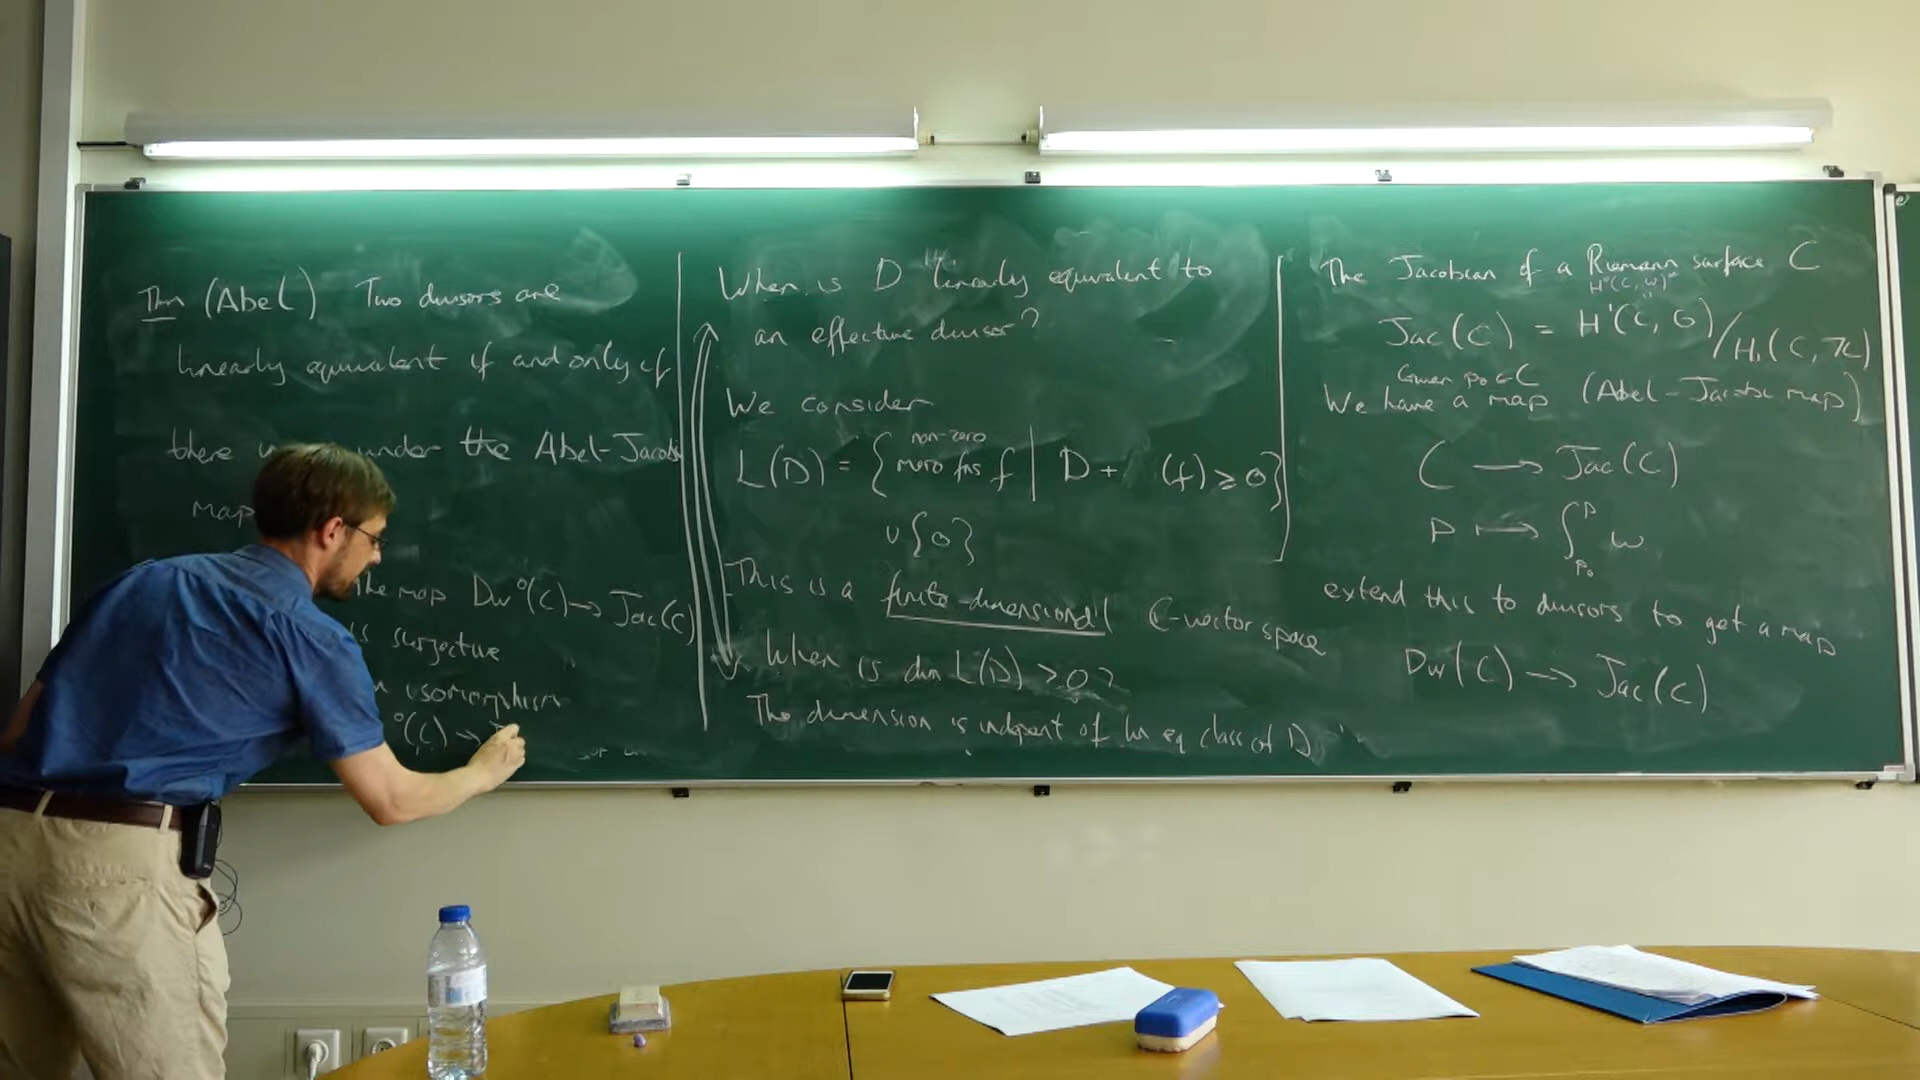 Thm (Abel) Two divisors are
linearly equivalent if and only if
there under the Abel-Jacobi
map
The map Div⁰(C) → Jac(C)
is surjective
isomorphism
⁰(C) →
When is D linearly equivalent to
an effective divisor?
We consider
non-zero
L(D) = { mero fns f | D + (f) ≥ 0 }
∪ {0}
This is a finite-dimensional C-vector space
When is dim L(D) > 0?
The dimension is indepent of lin eq class of D
The Jacobian of a Riemann surface C
H⁰(C, ω)*
Jac(C) = H¹(C, O) / H₁(C, Z)
Given p₀ ∈ C
We have a map (Abel-Jacobi map)
C → Jac(C)
p ↦ ∫_{p₀}^{p} ω
extend this to divisors to get a map
Div(C) → Jac(C)